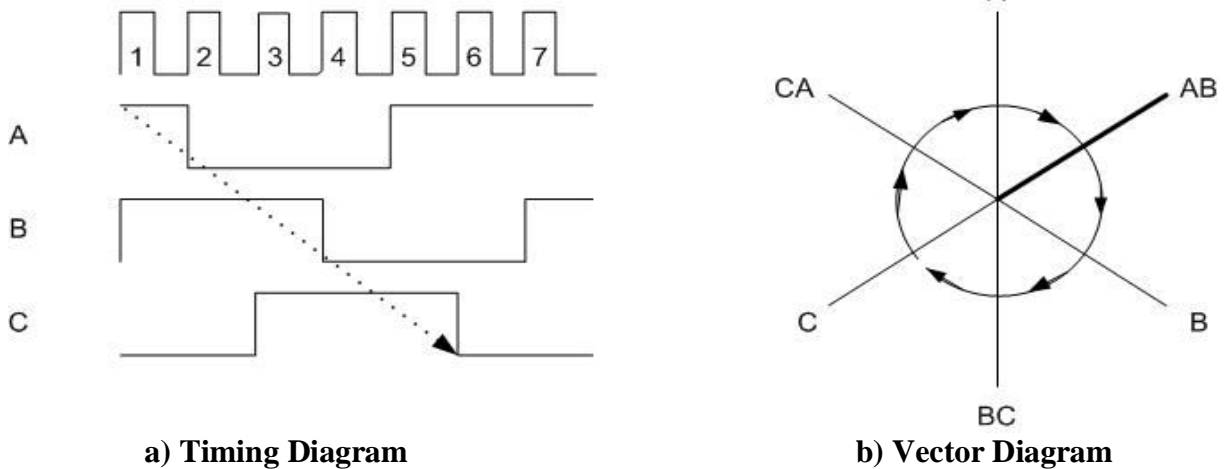 1 2 3 4 5 6 7
A
B
C
CA
AB
C
B
BC
a) Timing Diagram
b) Vector Diagram